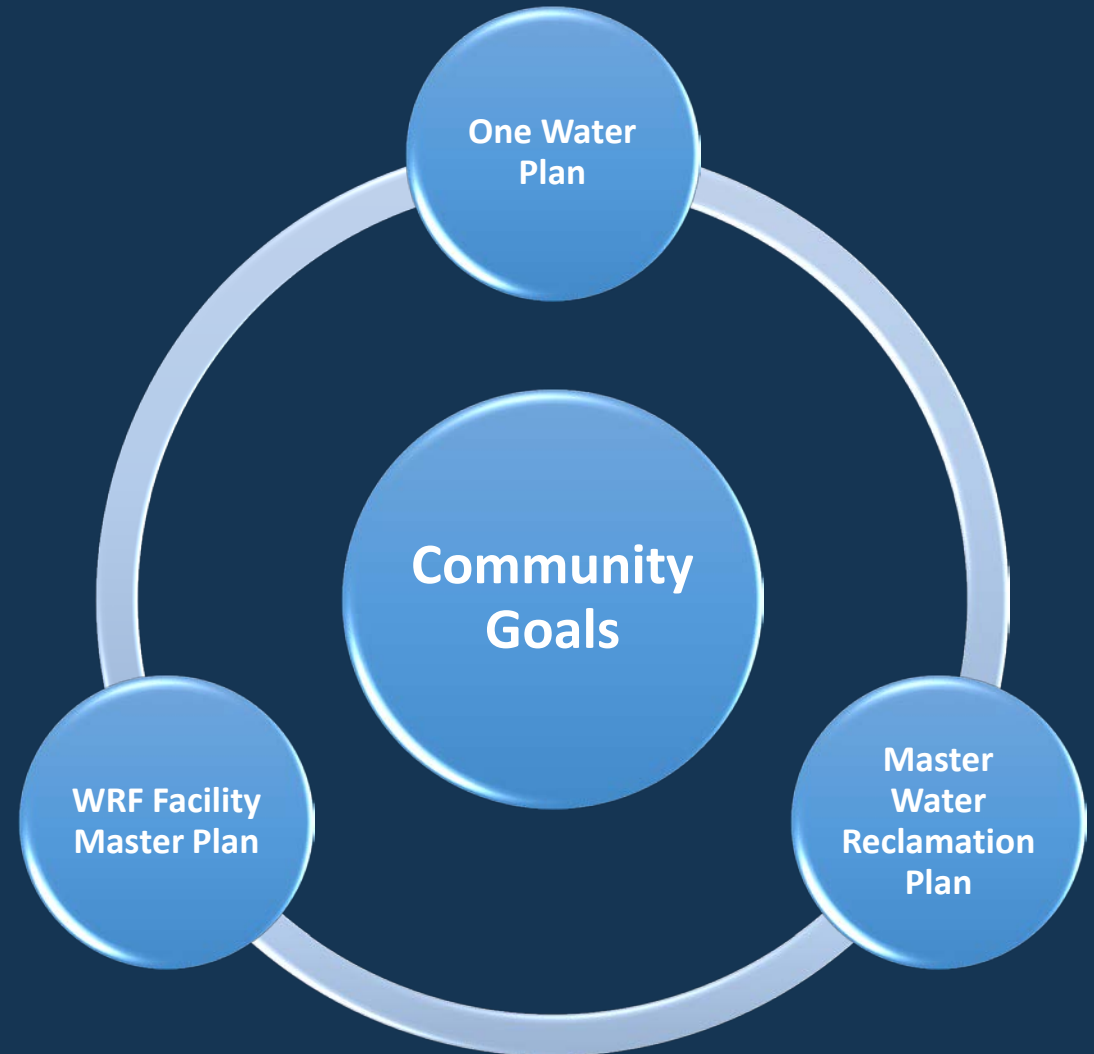 One Water
Plan
Community
Goals
WRF Facility
Master Plan
Master
Water
Reclamation
Plan